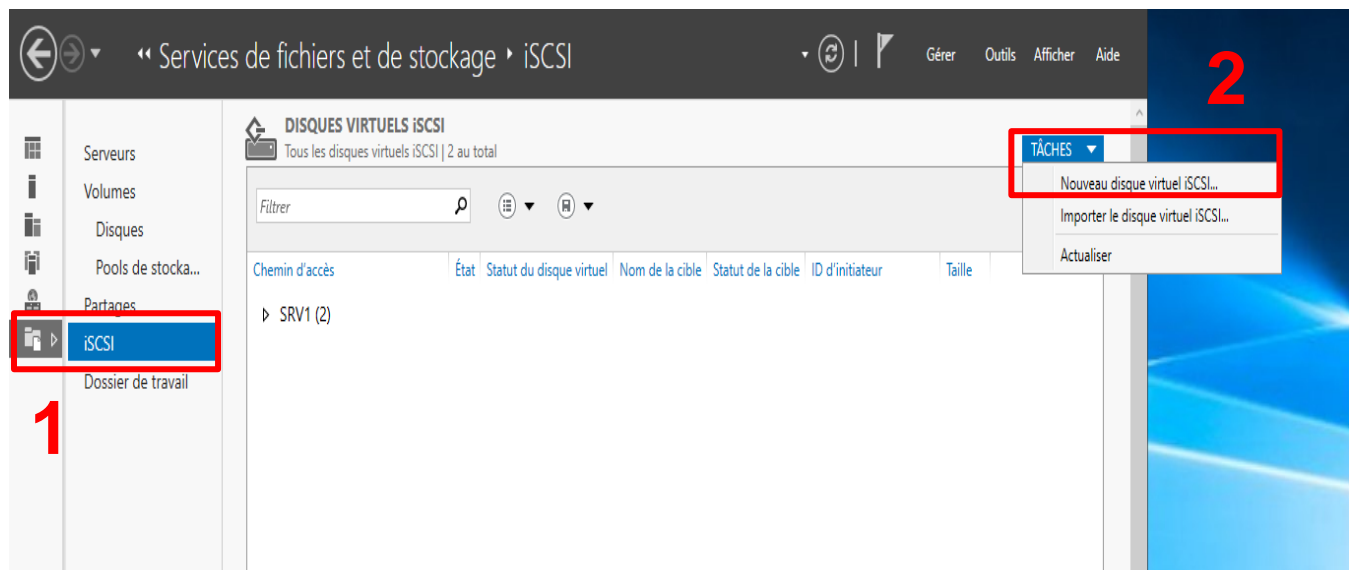 Services de fichiers et de stockage iSCSI
Gérer Outils Afficher Aide
2
Serveurs
Volumes
Disques
Pools de stocka...
Partages
iSCSI
Dossier de travail
1
DISQUES VIRTUELS iSCSI
Tous les disques virtuels iSCSI | 2 au total
TÂCHES
Nouveau disque virtuel iSCSI...
Importer le disque virtuel iSCSI...
Actualiser
Filtrer
Chemin d'accès État Statut du disque virtuel Nom de la cible Statut de la cible ID d'initiateur Taille
SRV1 (2)